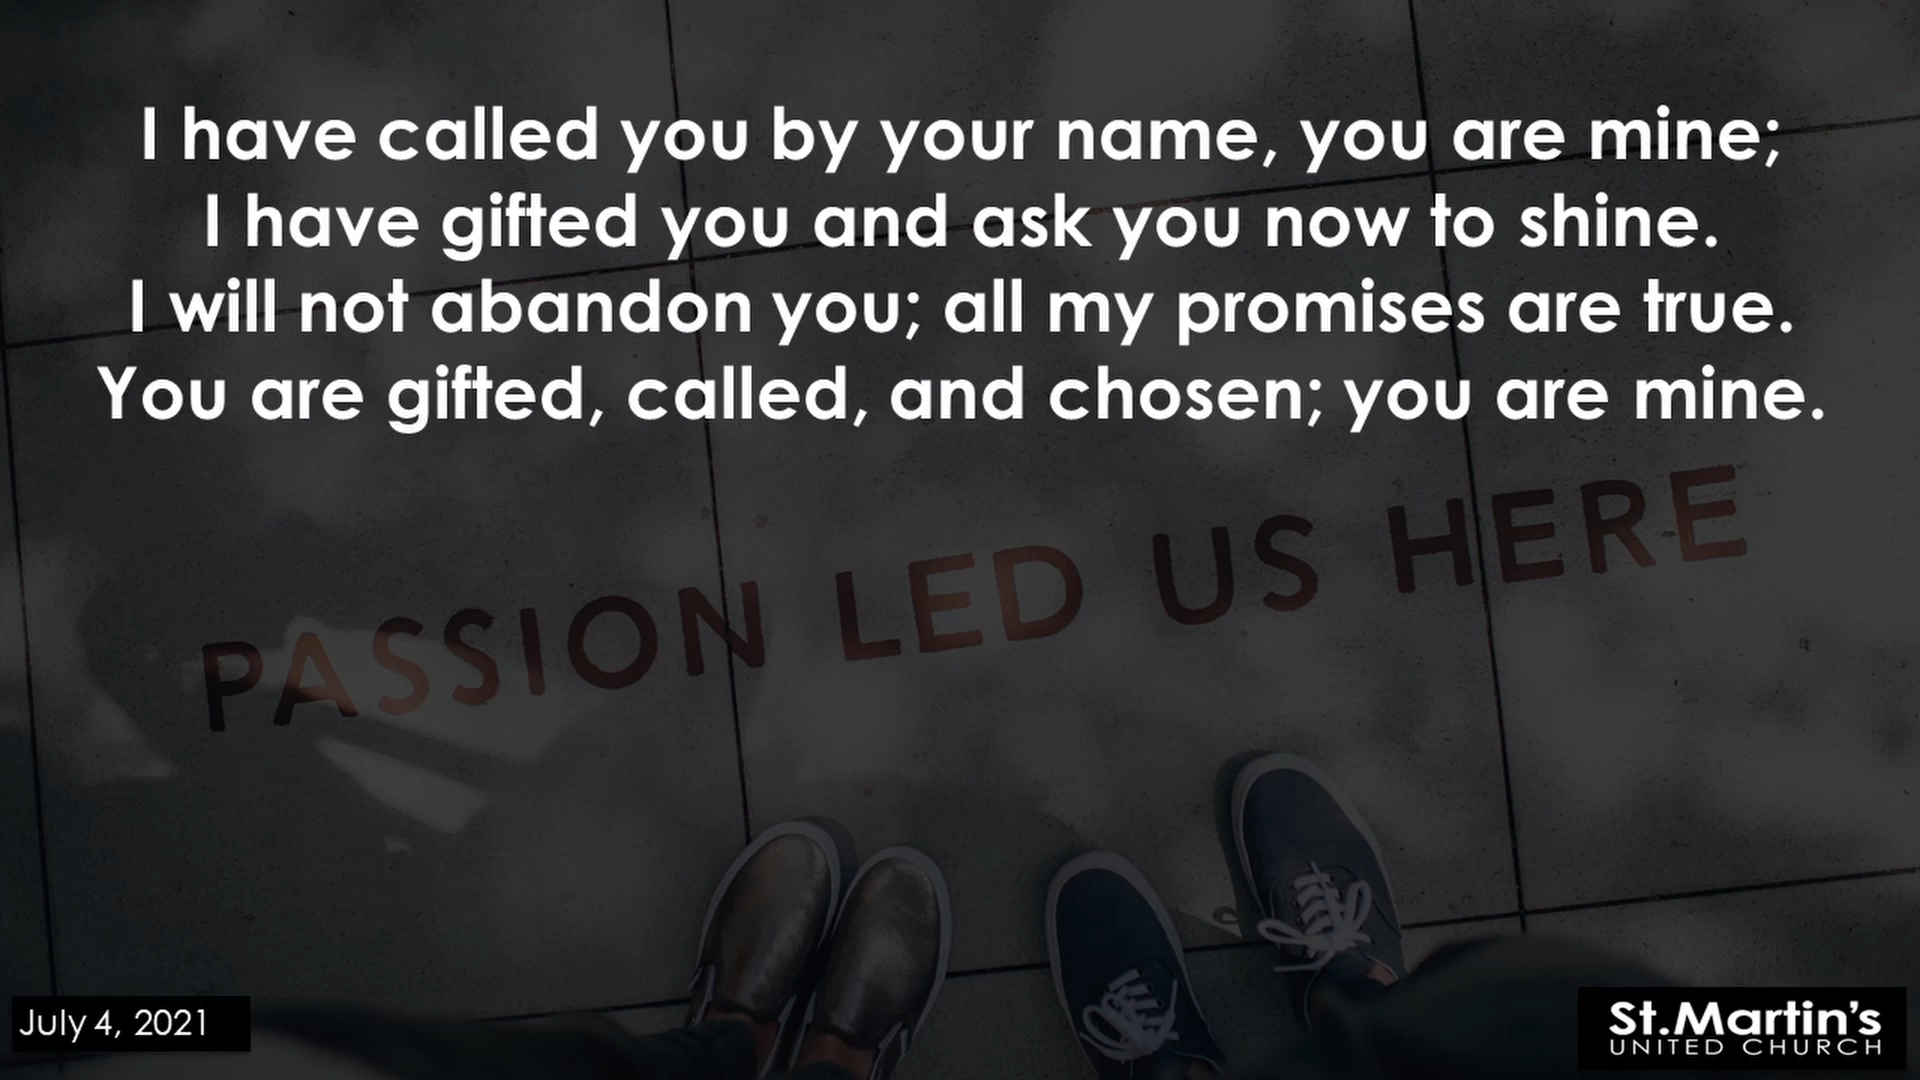 I have called you by your name, you are mine;
I have gifted you and ask you now to shine.
I will not abandon you; all my promises are true.
You are gifted, called, and chosen; you are mine.
PASSION LED US HERE
July 4, 2021
St.Martin's
UNITED CHURCH